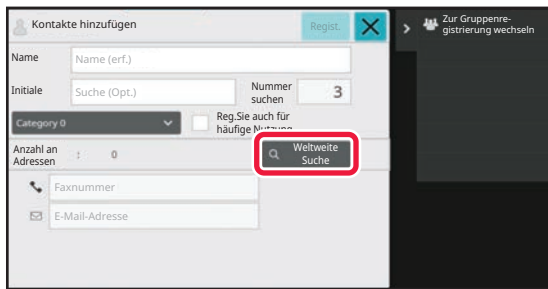 Kontakte hinzufügen
Regist.
Zur Gruppenre-
gistrierung wechseln
Name
Name (erf.)
Initiale
Suche (Opt.)
Nummer
suchen
3
Category 0
Reg.Sie auch für
häufige Nutzung
Anzahl an
Adressen
: 0
Weltweite
Suche
Faxnummer
E-Mail-Adresse